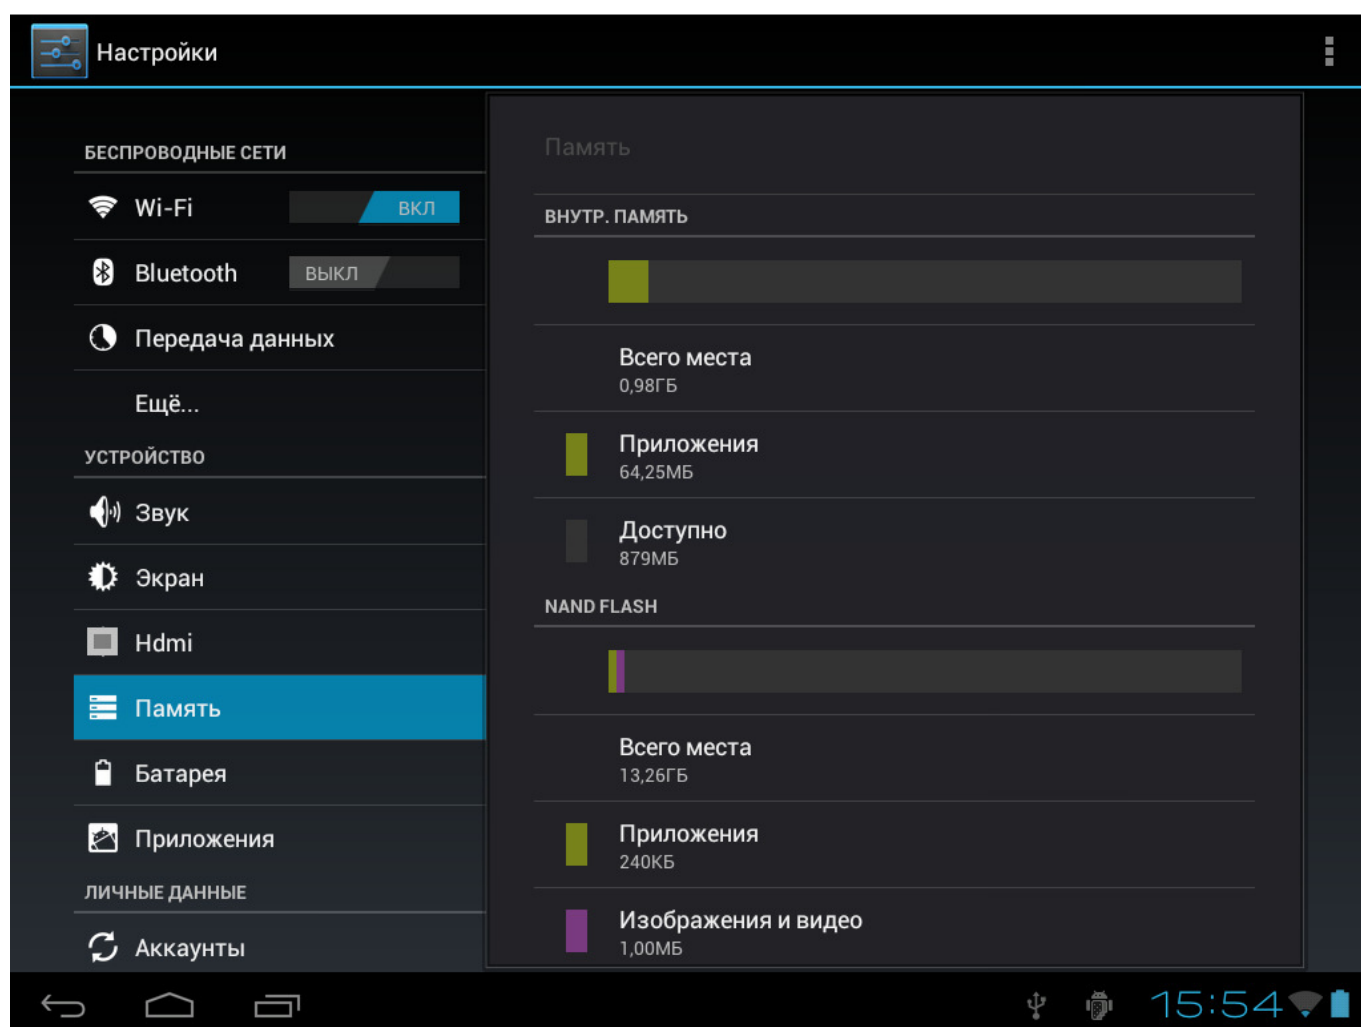 Настройки
БЕСПРОВОДНЫЕ СЕТИ
Wi-Fi ВКЛ
Bluetooth ВЫКЛ
Передача данных
Ещё...
УСТРОЙСТВО
Звук
Экран
Hdmi
Память
Батарея
Приложения
ЛИЧНЫЕ ДАННЫЕ
Аккаунты
Память
ВНУТР. ПАМЯТЬ
Всего места
0,98ГБ
Приложения
64,25МБ
Доступно
879МБ
NAND FLASH
Всего места
13,26ГБ
Приложения
240КБ
Изображения и видео
1,00МБ
15:54